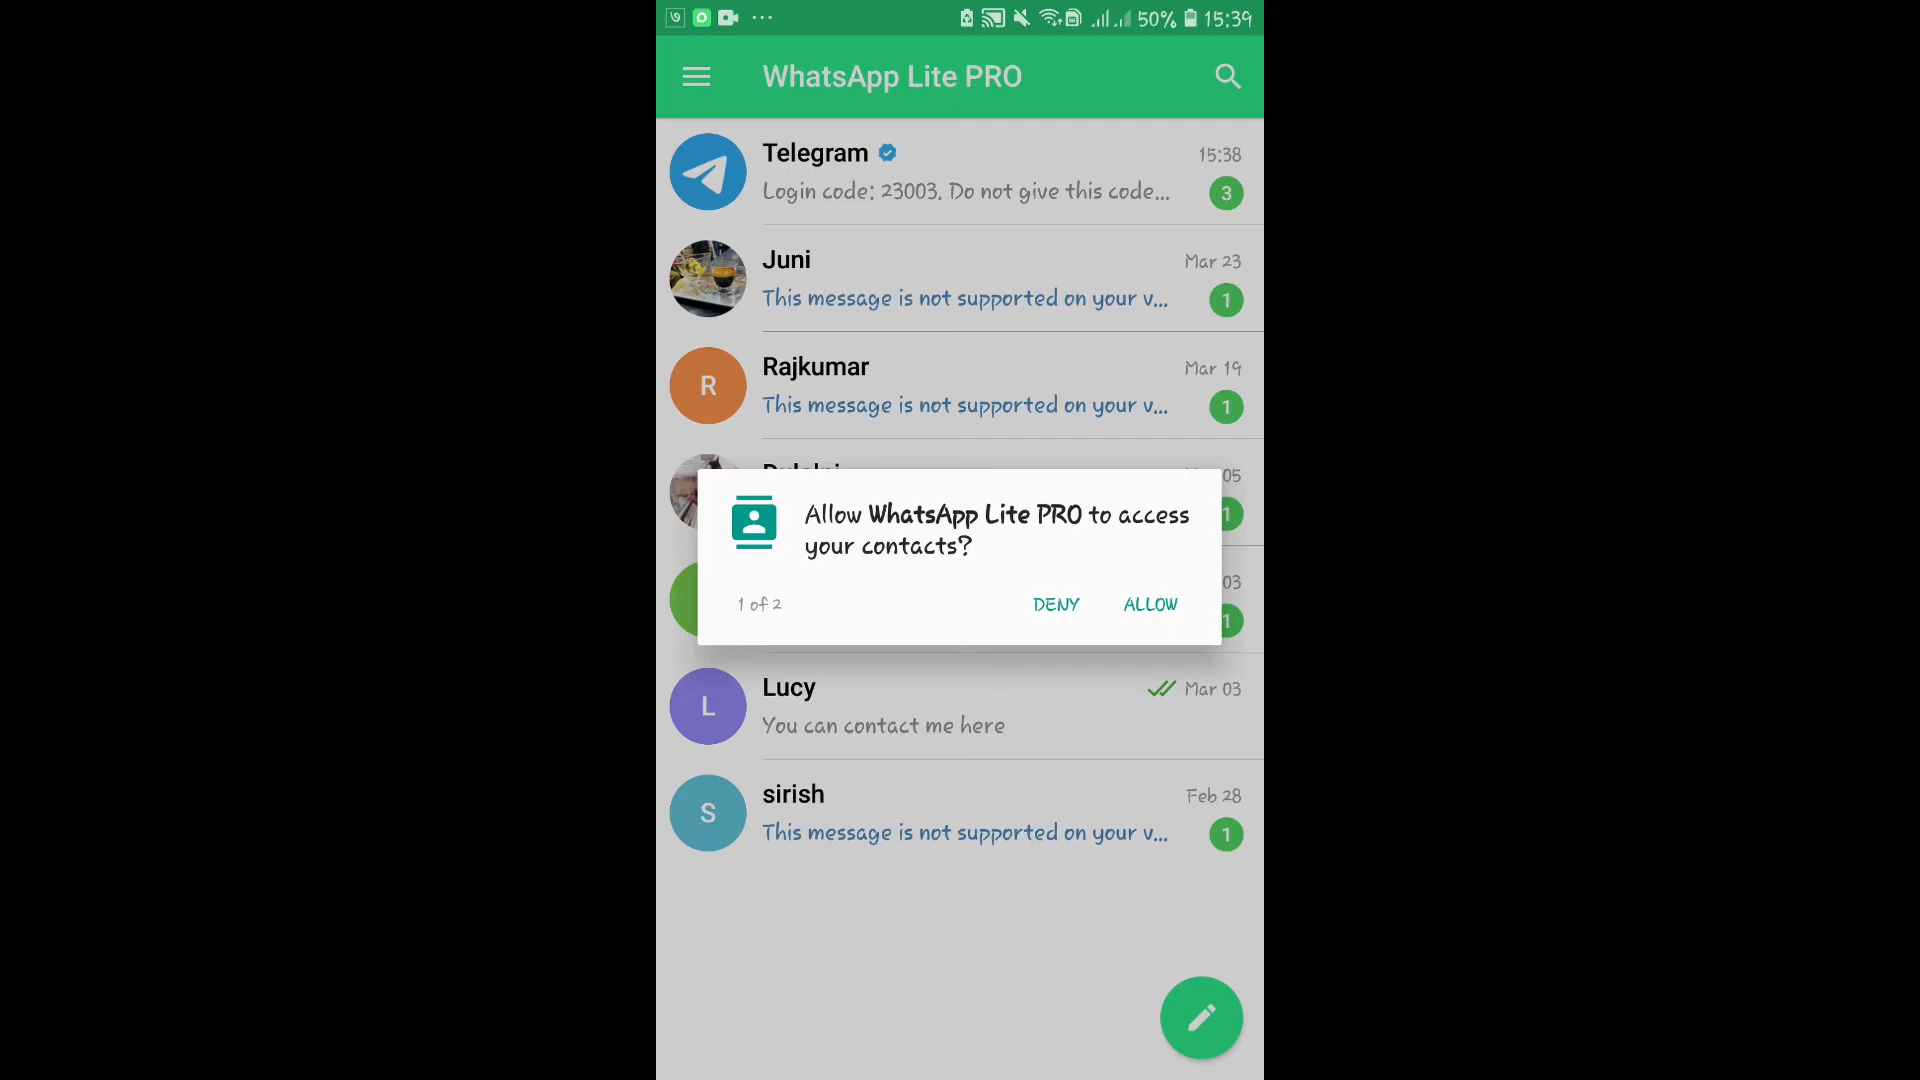 50% 15:39
WhatsApp Lite PRO
Telegram 15:38
Login code: 23003. Do not give this code... 3
Juni Mar 23
This message is not supported on your v... 1
R Rajkumar Mar 19
This message is not supported on your v... 1
05
1
Allow WhatsApp Lite PRO to access
your contacts?
03
1 of 2 DENY ALLOW
1
L Lucy Mar 03
You can contact me here
S sirish Feb 28
This message is not supported on your v... 1